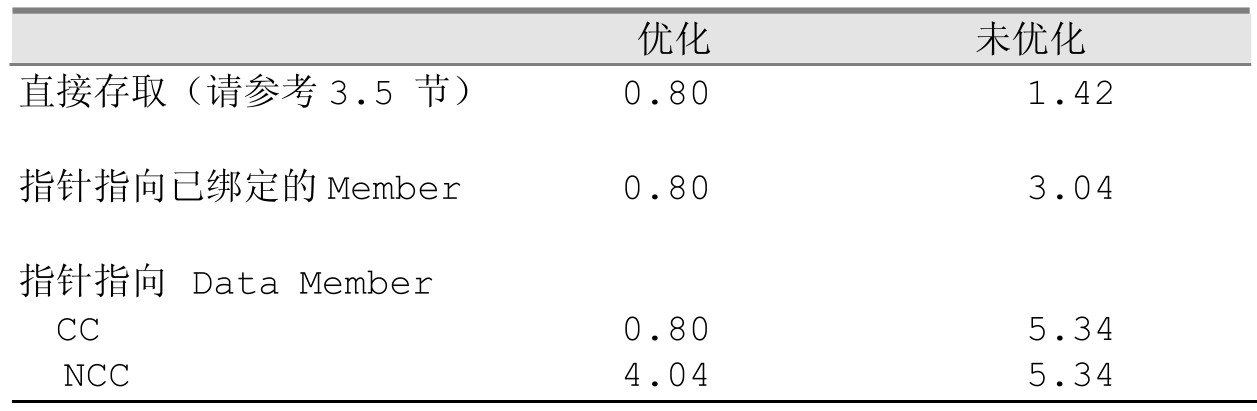 优化 未优化
直接存取（请参考 3.5 节） 0.80 1.42
指针指向已绑定的 Member 0.80 3.04
指针指向 Data Member
CC 0.80 5.34
NCC 4.04 5.34